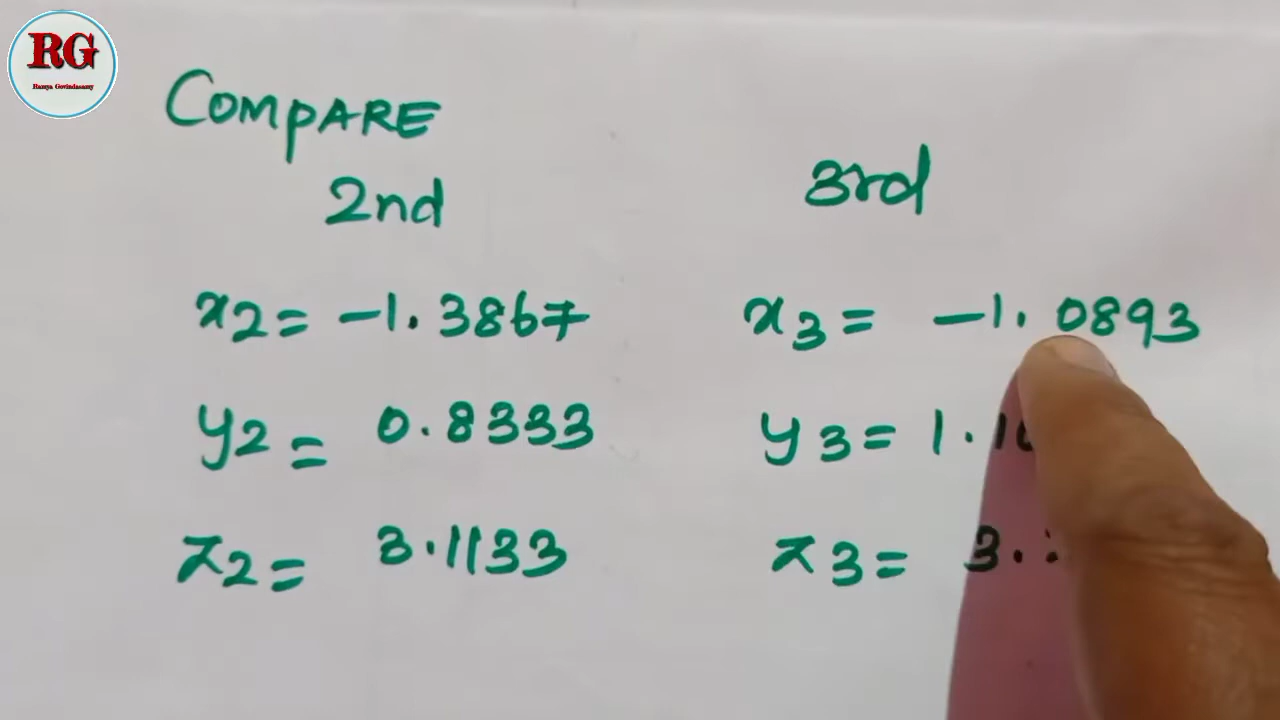 RG
Ramya Govindasamy
COMPARE
2nd 3rd
x2 = -1.3867 x3 = -1.0893
y2 = 0.8333 y3 = 1.1
z2 = 3.1133 z3 = 3.